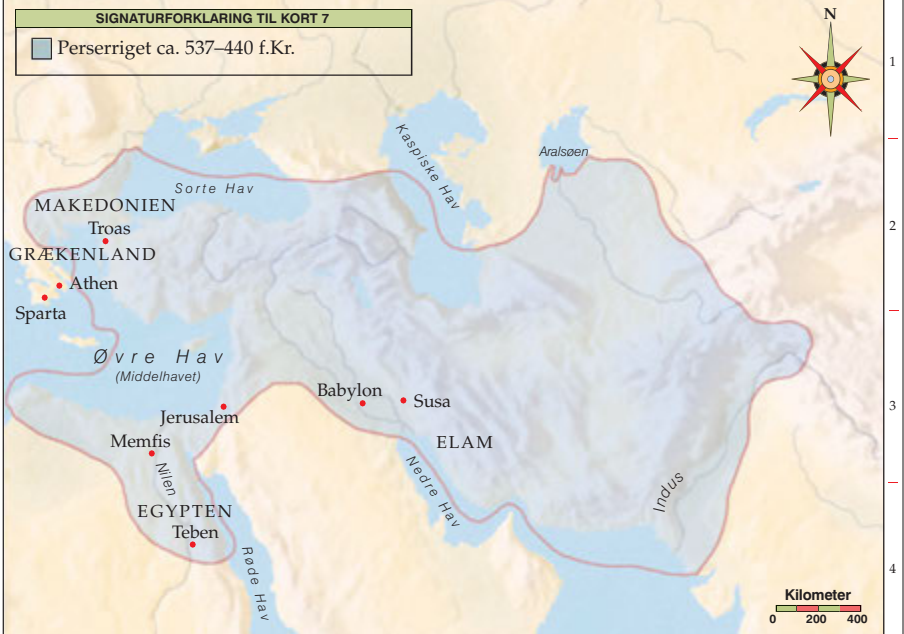 SIGNATURFORKLARING TIL KORT 7
Perserriget ca. 537–440 f.Kr.
N
1
Kaspiske Hav
Aralsøen
Sorte Hav
MAKEDONIEN
2
Troas
GRÆKENLAND
Athen
Sparta
Øvre Hav
(Middelhavet)
Babylon
Susa
3
Jerusalem
Memfis
ELAM
Nilen
Nedre Hav
Indus
EGYPTEN
Teben
Røde Hav
4
Kilometer
0 200 400